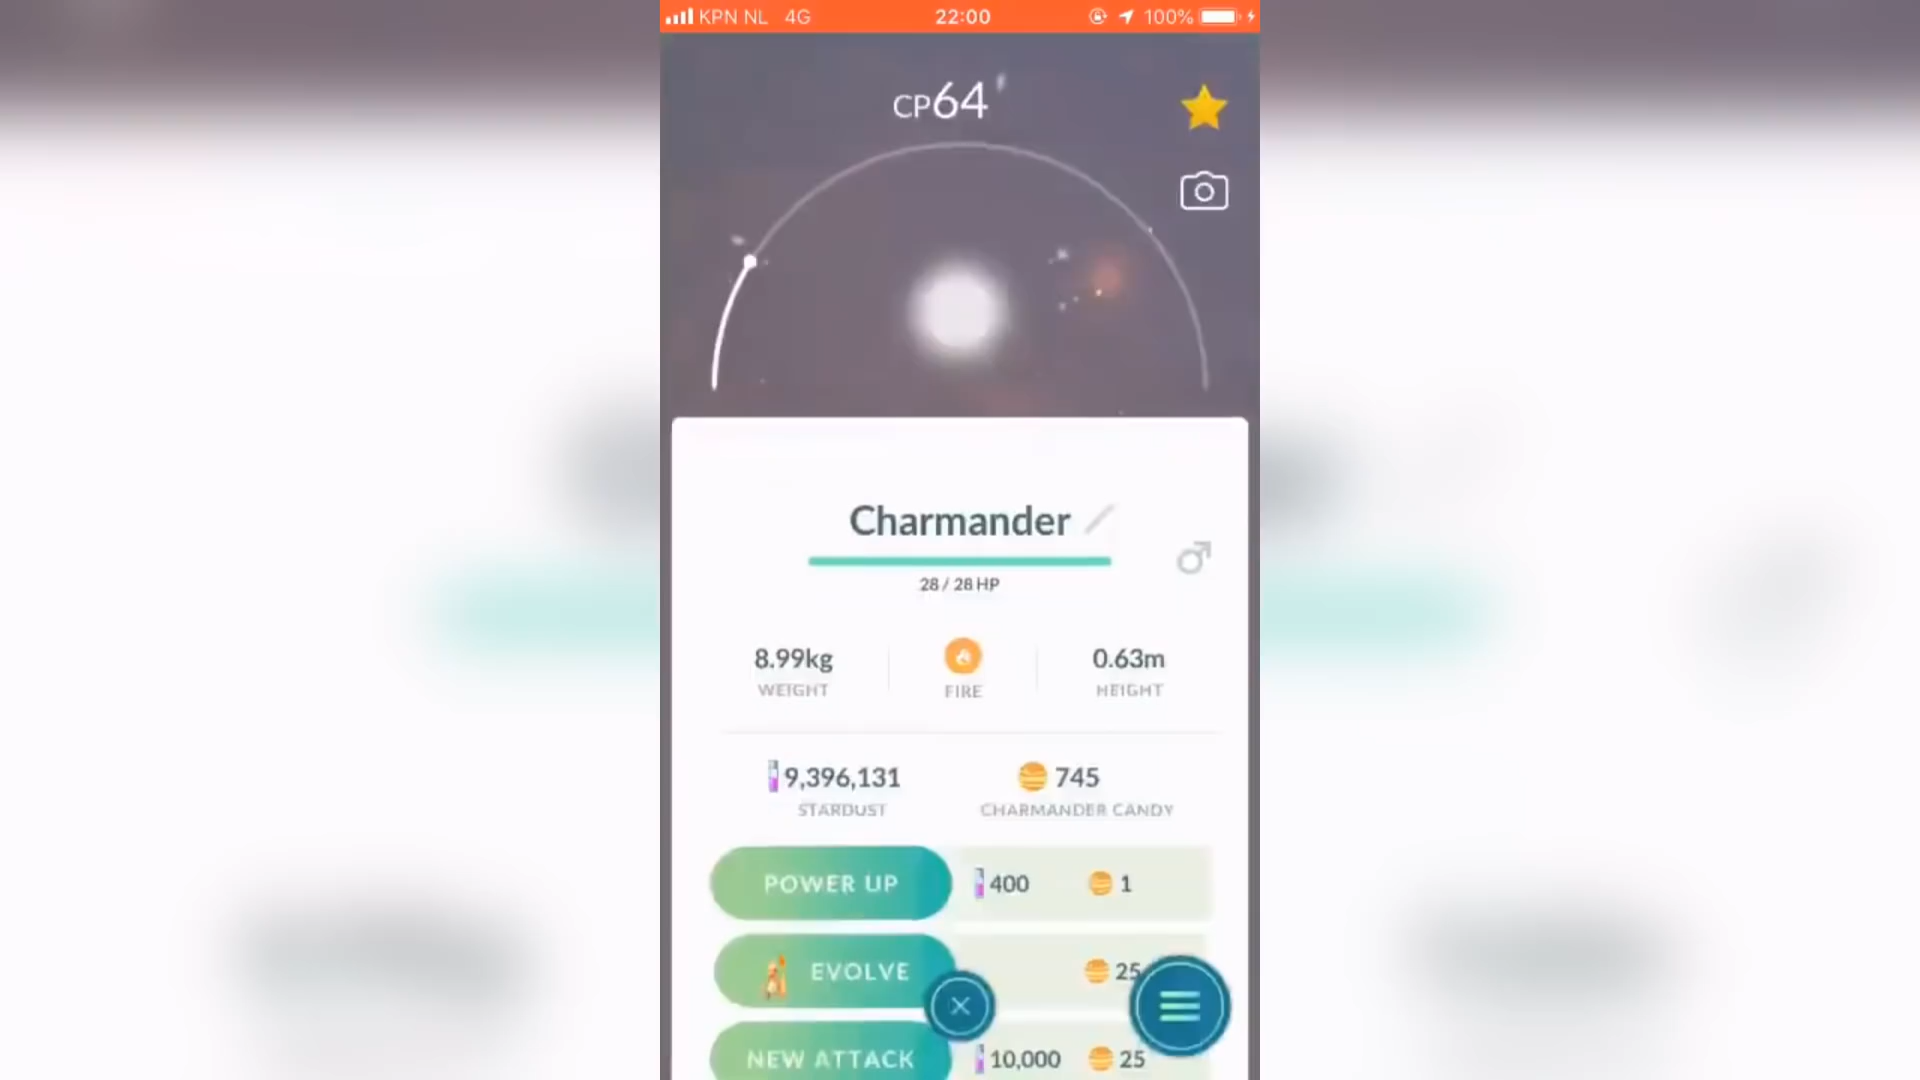 KPN NL 4G 22:00 100%
CP64
Charmander
28 / 28 HP
8.99kg
WEIGHT
FIRE
0.63m
HEIGHT
9,396,131
STARDUST
745
CHARMANDER CANDY
POWER UP 400 1
EVOLVE 25
NEW ATTACK 10,000 25